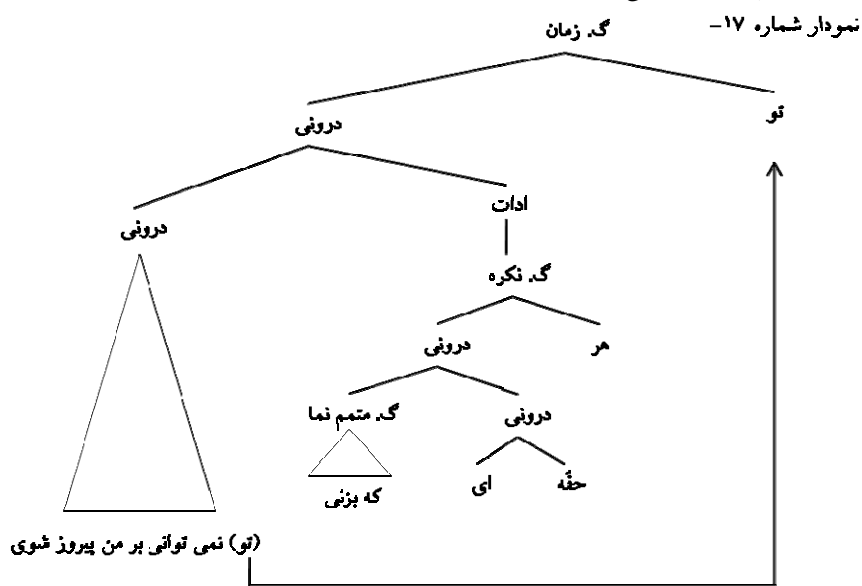 نمودار شماره ۱۷-
گ. زمان
تو
درونی
ادات
درونی
گ. نکره
هر
درونی
گ. متمم نما
درونی
که بزنی
ای
حقّه
(تو) نمی توانی بر من پیروز شوی